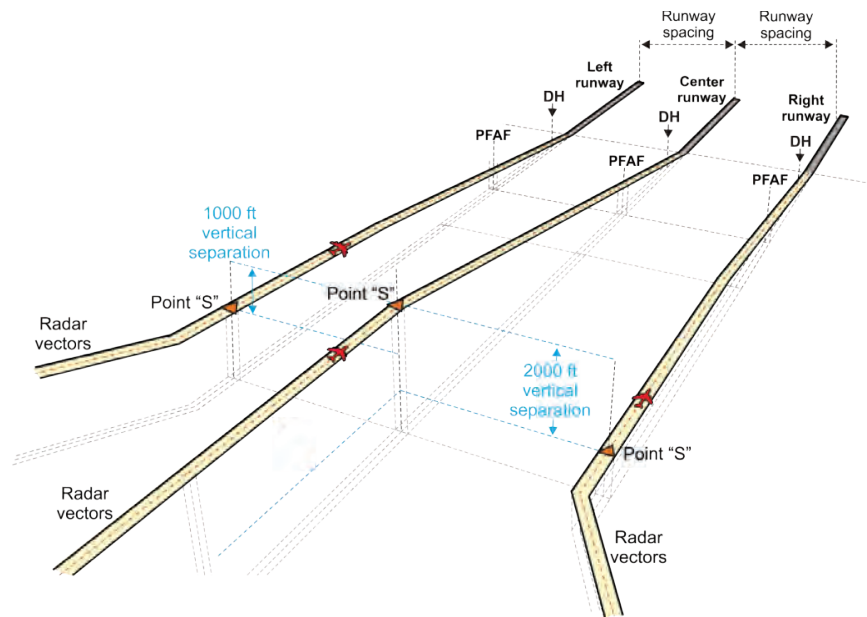 Runway
spacing
Runway
spacing
Left
runway
Center
runway
Right
runway
DH
DH
DH
PFAF
PFAF
PFAF
1000 ft
vertical
separation
Point “S”
Point “S”
Radar
vectors
2000 ft
vertical
separation
Point “S”
Radar
vectors
Radar
vectors